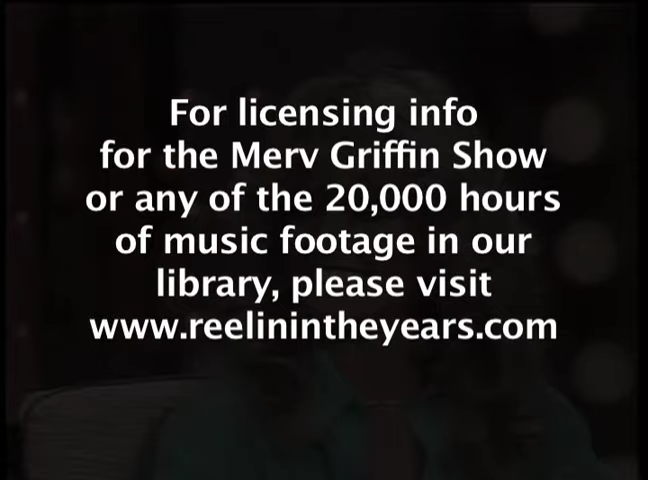 For licensing info
for the Merv Griffin Show
or any of the 20,000 hours
of music footage in our
library, please visit
www.reelinintheyears.com